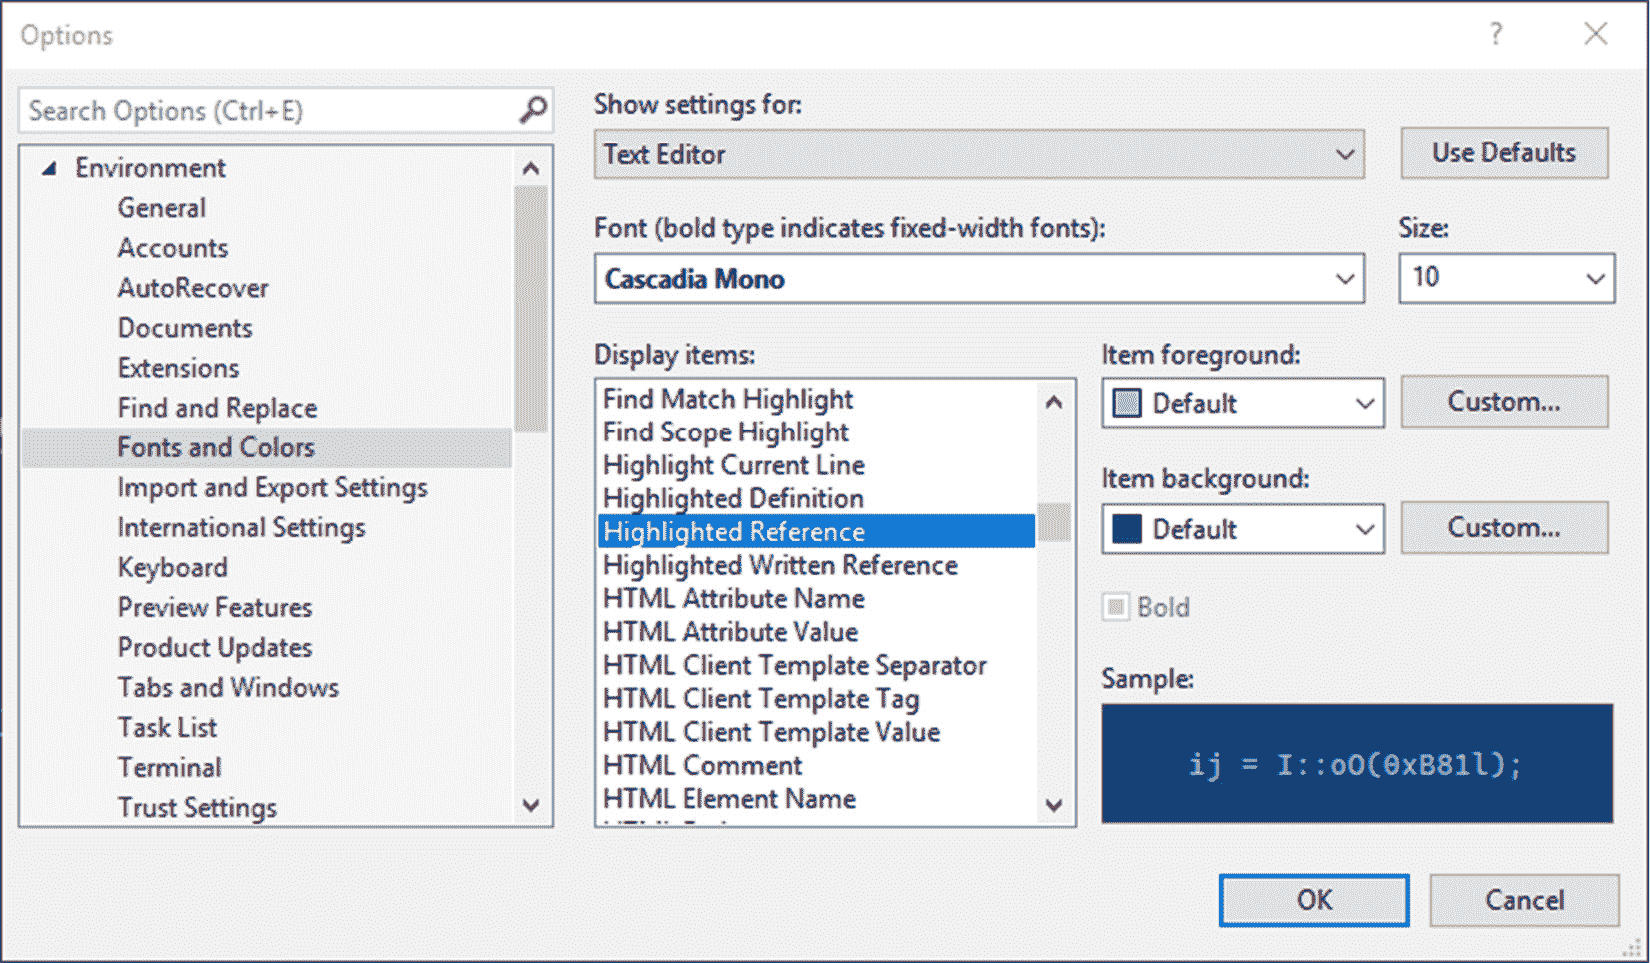 Options
?
Search Options (Ctrl+E)
Environment
General
Accounts
AutoRecover
Documents
Extensions
Find and Replace
Fonts and Colors
Import and Export Settings
International Settings
Keyboard
Preview Features
Product Updates
Tabs and Windows
Task List
Terminal
Trust Settings
Show settings for:
Text Editor
Use Defaults
Font (bold type indicates fixed-width fonts):
Cascadia Mono
Size:
10
Display items:
Find Match Highlight
Find Scope Highlight
Highlight Current Line
Highlighted Definition
Highlighted Reference
Highlighted Written Reference
HTML Attribute Name
HTML Attribute Value
HTML Client Template Separator
HTML Client Template Tag
HTML Client Template Value
HTML Comment
HTML Element Name
Item foreground:
Default
Custom...
Item background:
Default
Custom...
Bold
Sample:
ij = I::oO(0xB81l);
OK
Cancel